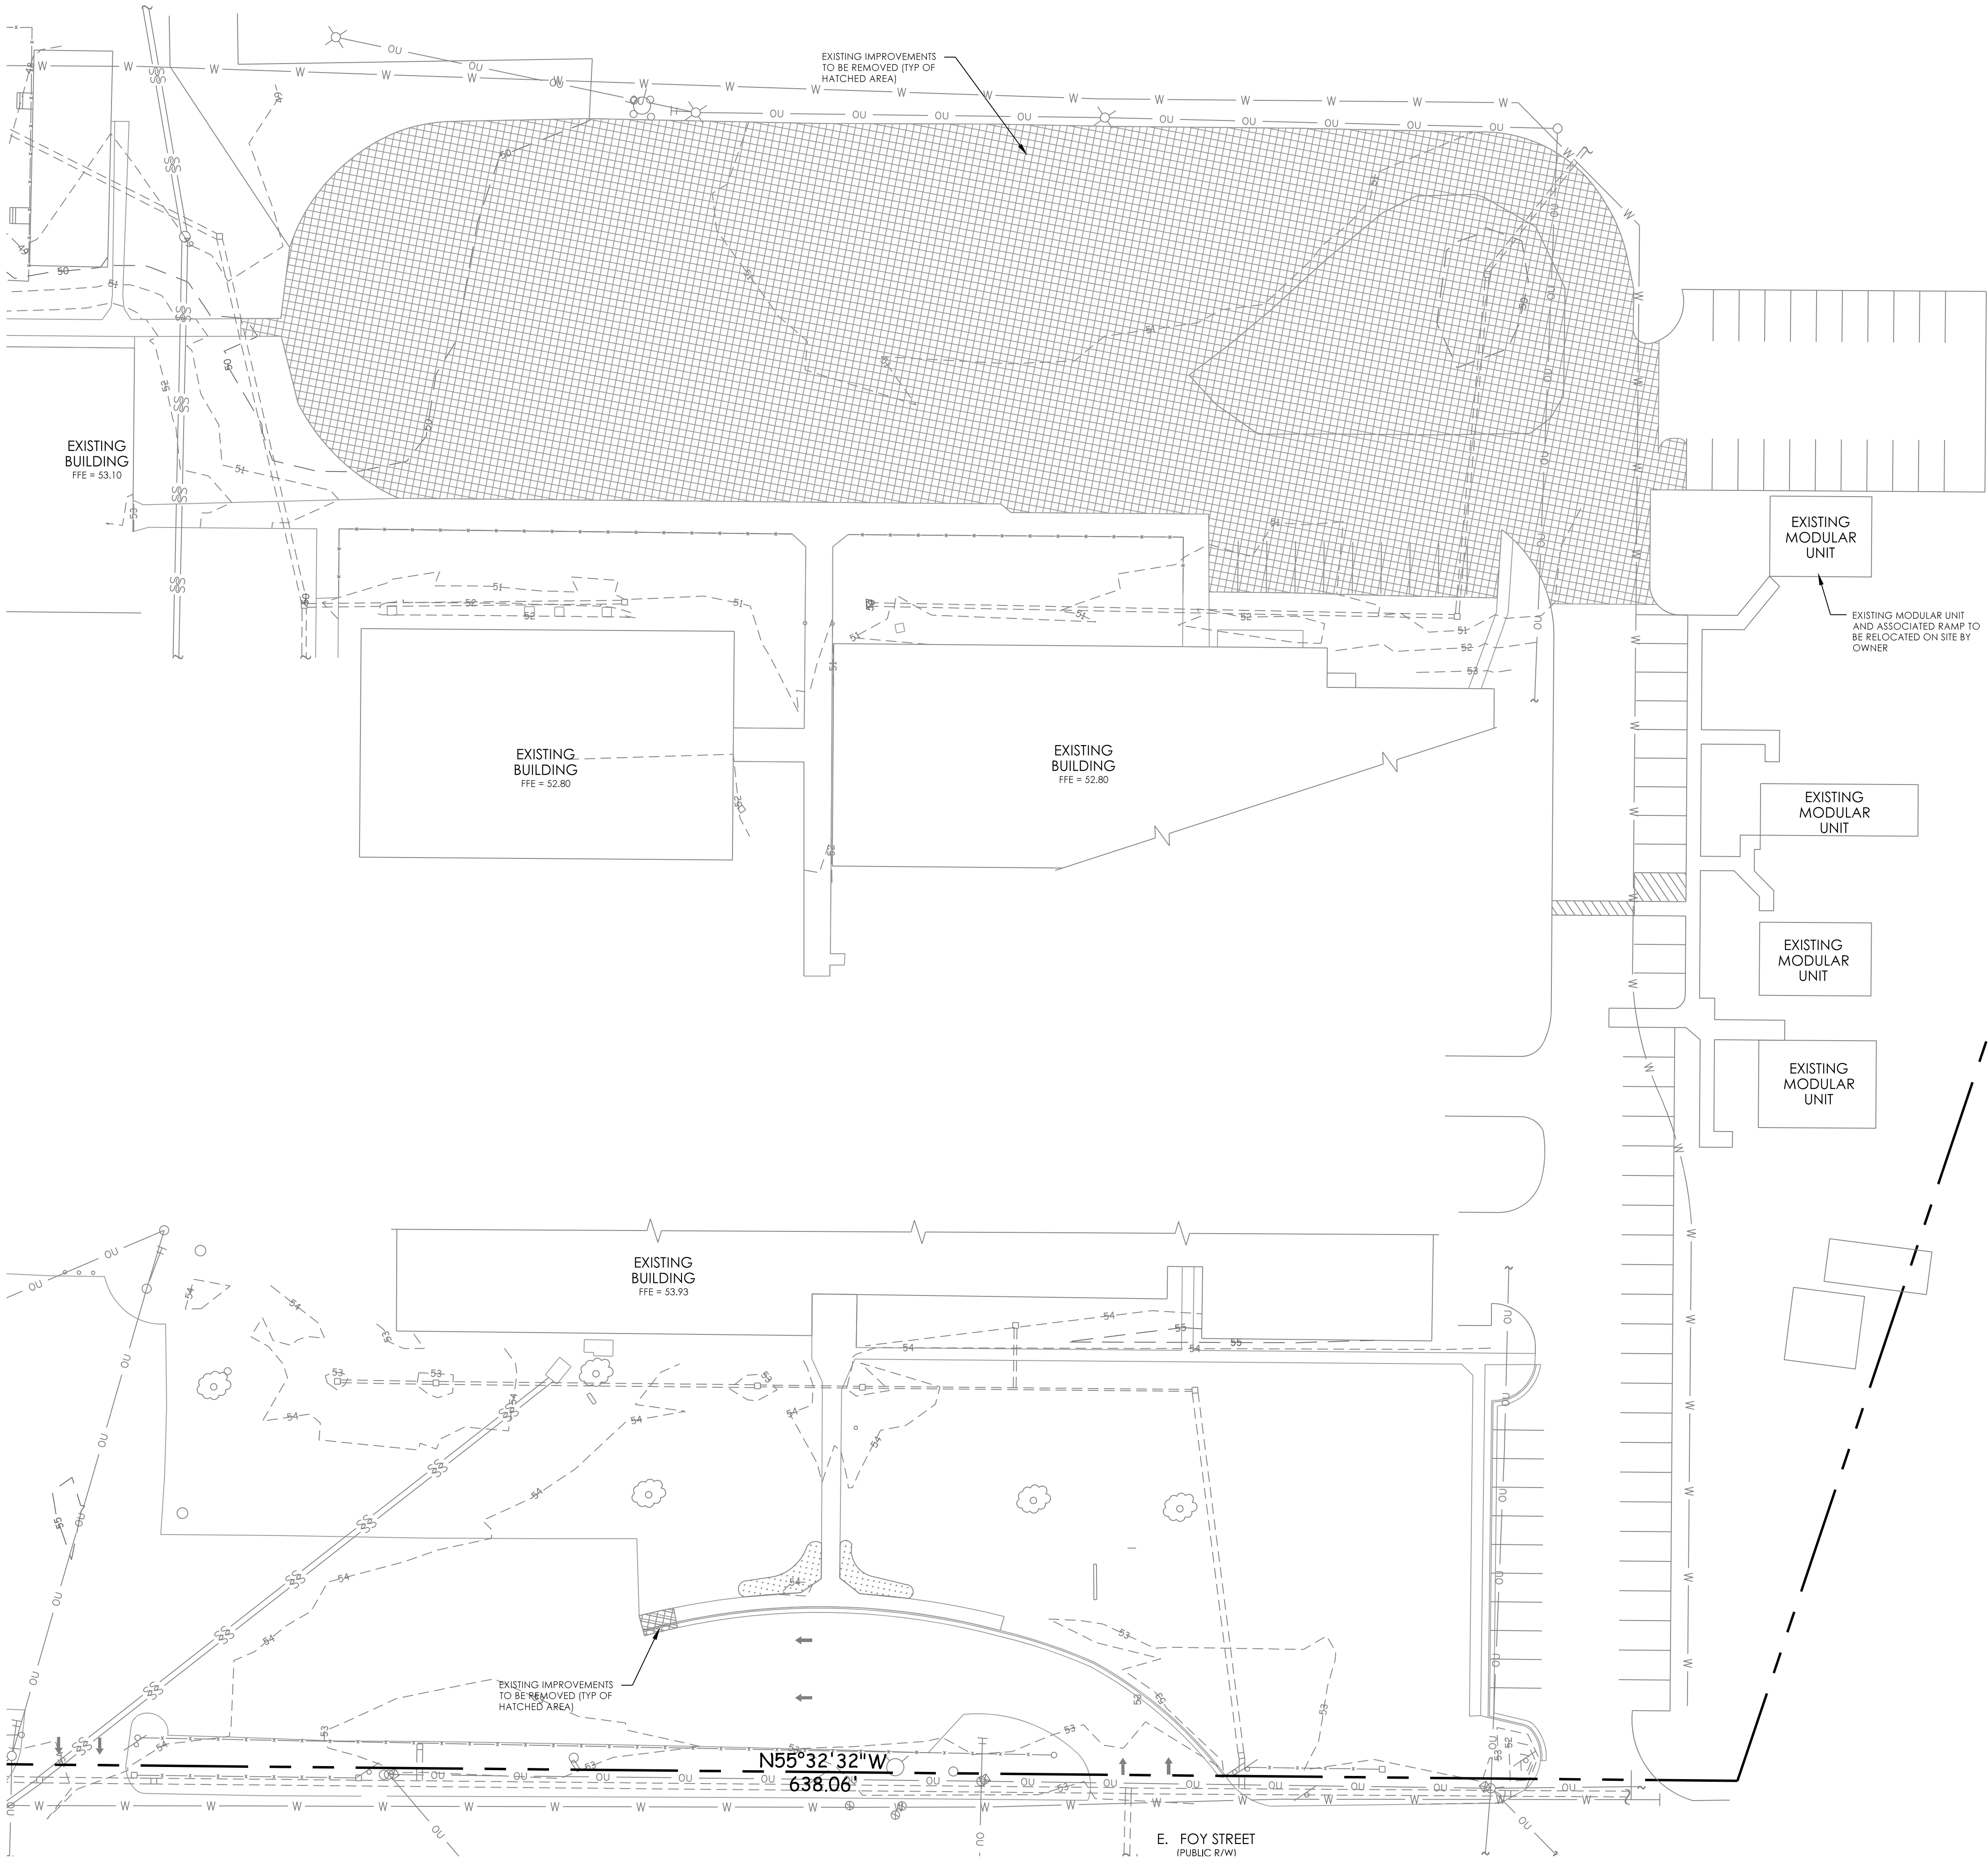 EXISTING IMPROVEMENTS
TO BE REMOVED (TYP OF
HATCHED AREA)
EXISTING
BUILDING
FFE = 53.10
EXISTING
MODULAR
UNIT
EXISTING MODULAR UNIT
AND ASSOCIATED RAMP TO
BE RELOCATED ON SITE BY
OWNER
EXISTING
BUILDING
FFE = 52.80
EXISTING
BUILDING
FFE = 52.80
EXISTING
MODULAR
UNIT
EXISTING
MODULAR
UNIT
EXISTING
MODULAR
UNIT
EXISTING
BUILDING
FFE = 53.93
EXISTING IMPROVEMENTS
TO BE REMOVED (TYP OF
HATCHED AREA)
N55°32'32"W
638.06'
E. FOY STREET
(PUBLIC R/W)